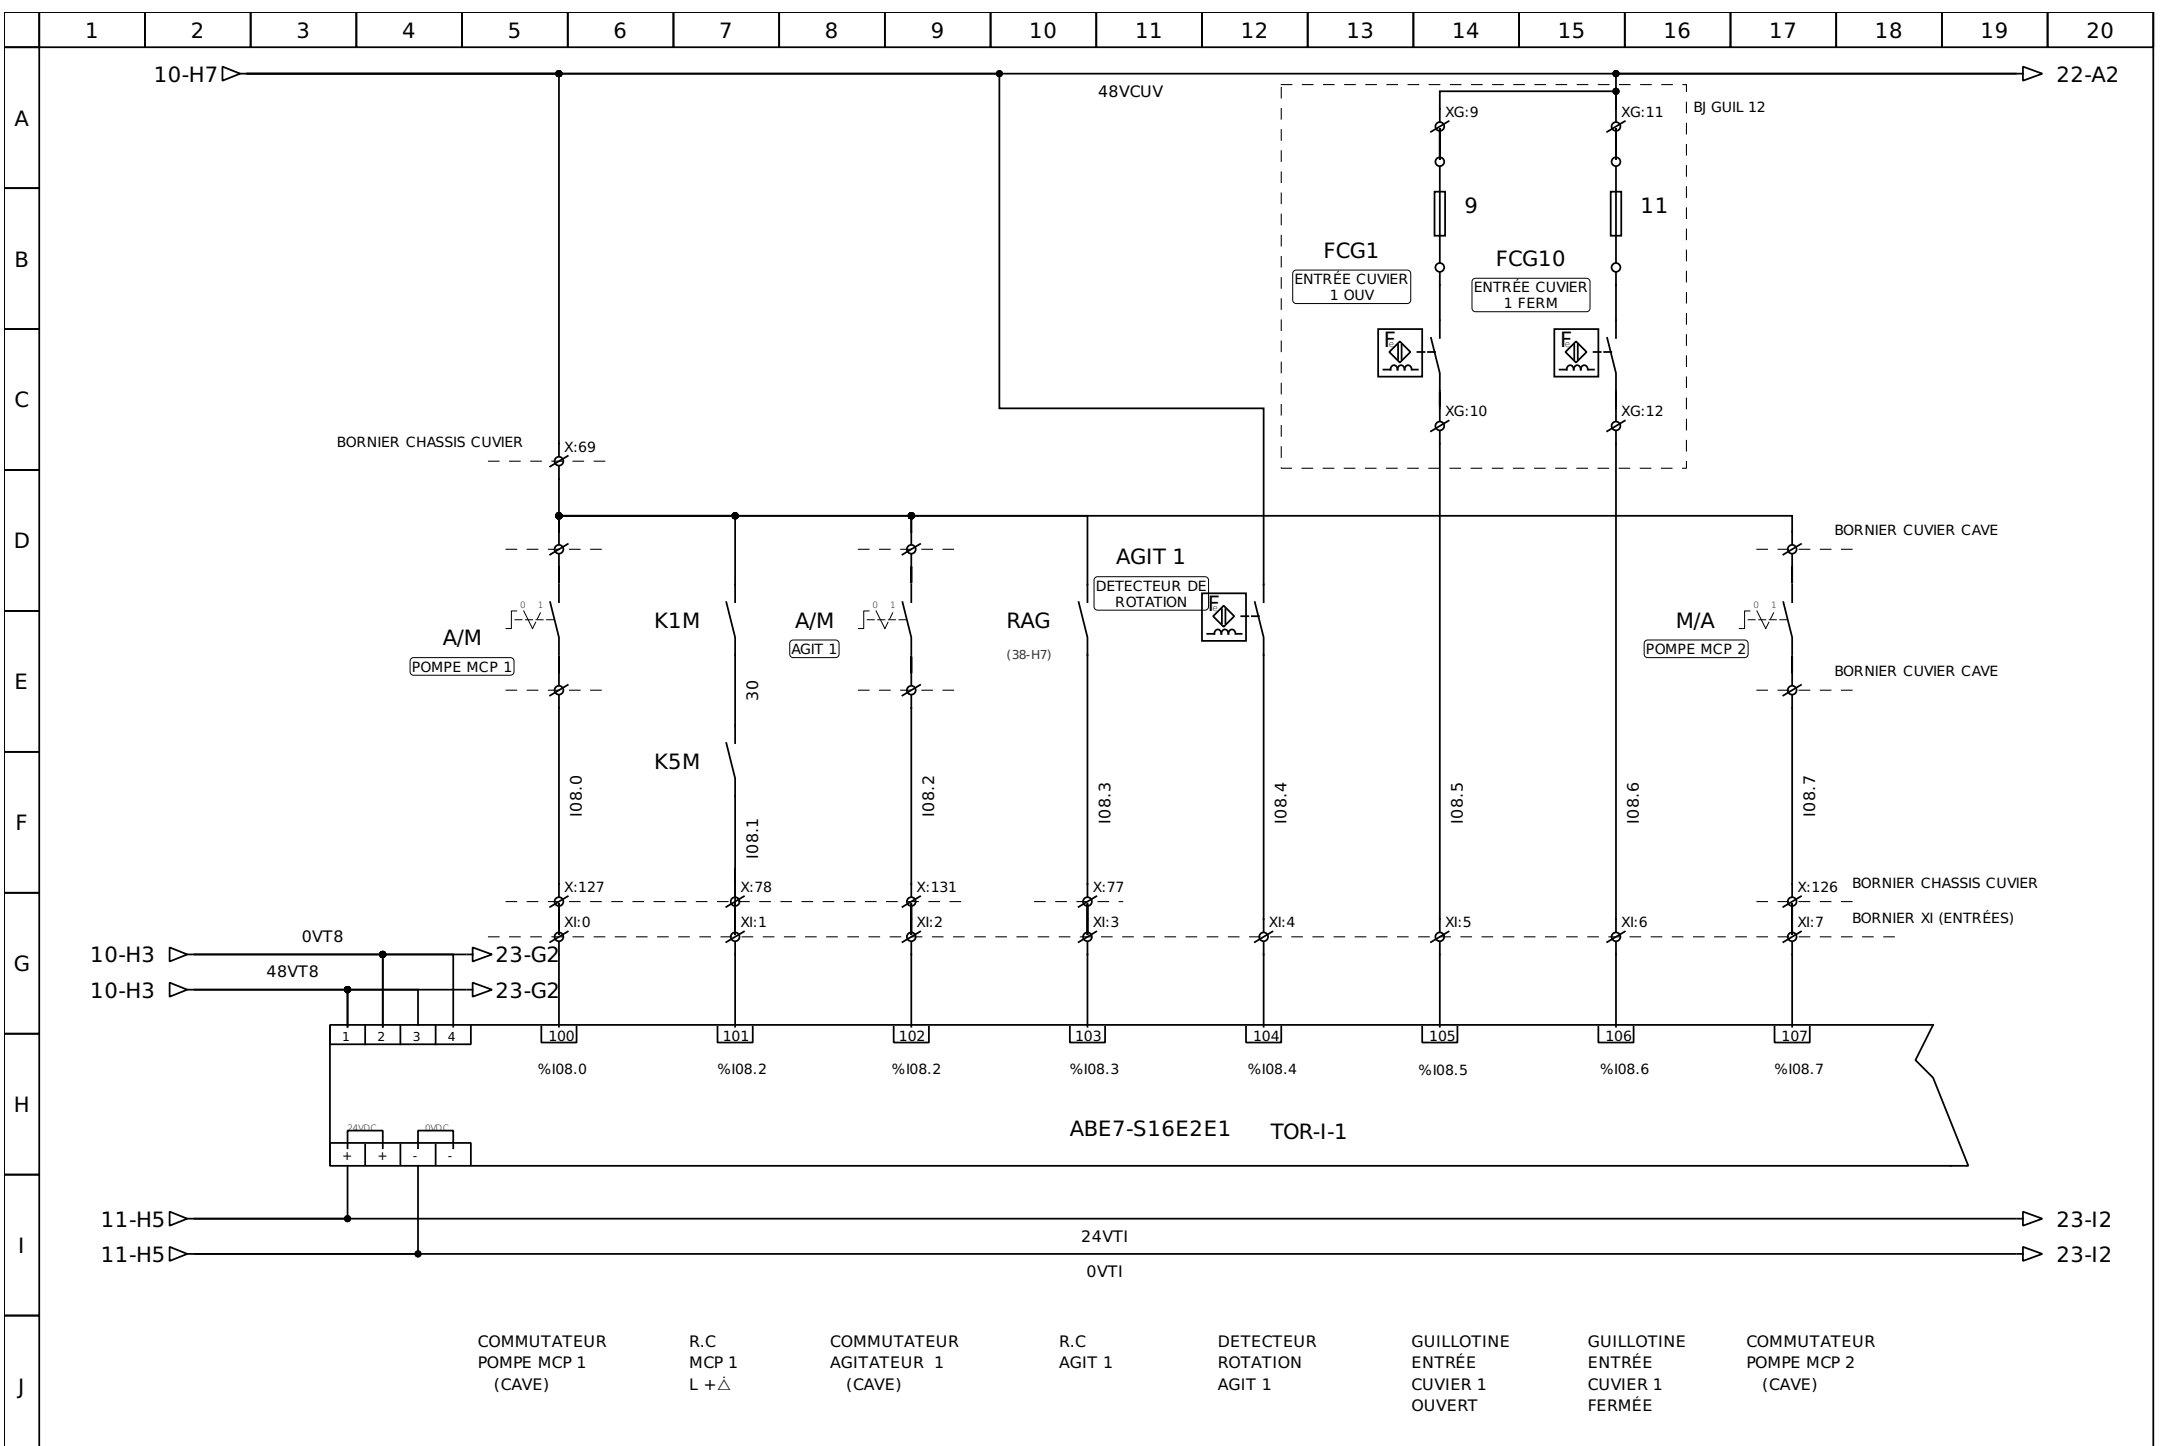 1 2 3 4 5 6 7 8 9 10 11 12 13 14 15 16 17 18 19 20
10-H7
48VCUV
22-A2
A
XG:9
XG:11
BJ GUIL 12
9
11
B
FCG1
ENTRÉE CUVIER
1 OUV
FCG10
ENTRÉE CUVIER
1 FERM
F
F
C
XG:10
XG:12
BORNIER CHASSIS CUVIER
X:69
D
BORNIER CUVIER CAVE
AGIT 1
DETECTEUR DE
ROTATION
F
0 1
A/M
POMPE MCP 1
K1M
0 1
A/M
AGIT 1
RAG
(38-H7)
0 1
M/A
POMPE MCP 2
E
BORNIER CUVIER CAVE
30
K5M
F
I08.0
I08.1
I08.2
I08.3
I08.4
I08.5
I08.6
I08.7
X:127
X:78
X:131
X:77
X:126
BORNIER CHASSIS CUVIER
XI:0
XI:1
XI:2
XI:3
XI:4
XI:5
XI:6
XI:7
BORNIER XI (ENTRÉES)
G
10-H3
0VT8
23-G2
10-H3
48VT8
23-G2
1 2 3 4
100 101 102 103 104 105 106 107
%I08.0
%I08.2
%I08.2
%I08.3
%I08.4
%I08.5
%I08.6
%I08.7
H
24VDC
0VDC
+ + - -
ABE7-S16E2E1
TOR-I-1
11-H5
24VTI
23-I2
I
11-H5
0VTI
23-I2
J
COMMUTATEUR
POMPE MCP 1
(CAVE)
R.C
MCP 1
L +△
COMMUTATEUR
AGITATEUR 1
(CAVE)
R.C
AGIT 1
DETECTEUR
ROTATION
AGIT 1
GUILLOTINE
ENTRÉE
CUVIER 1
OUVERT
GUILLOTINE
ENTRÉE
CUVIER 1
FERMÉE
COMMUTATEUR
POMPE MCP 2
(CAVE)